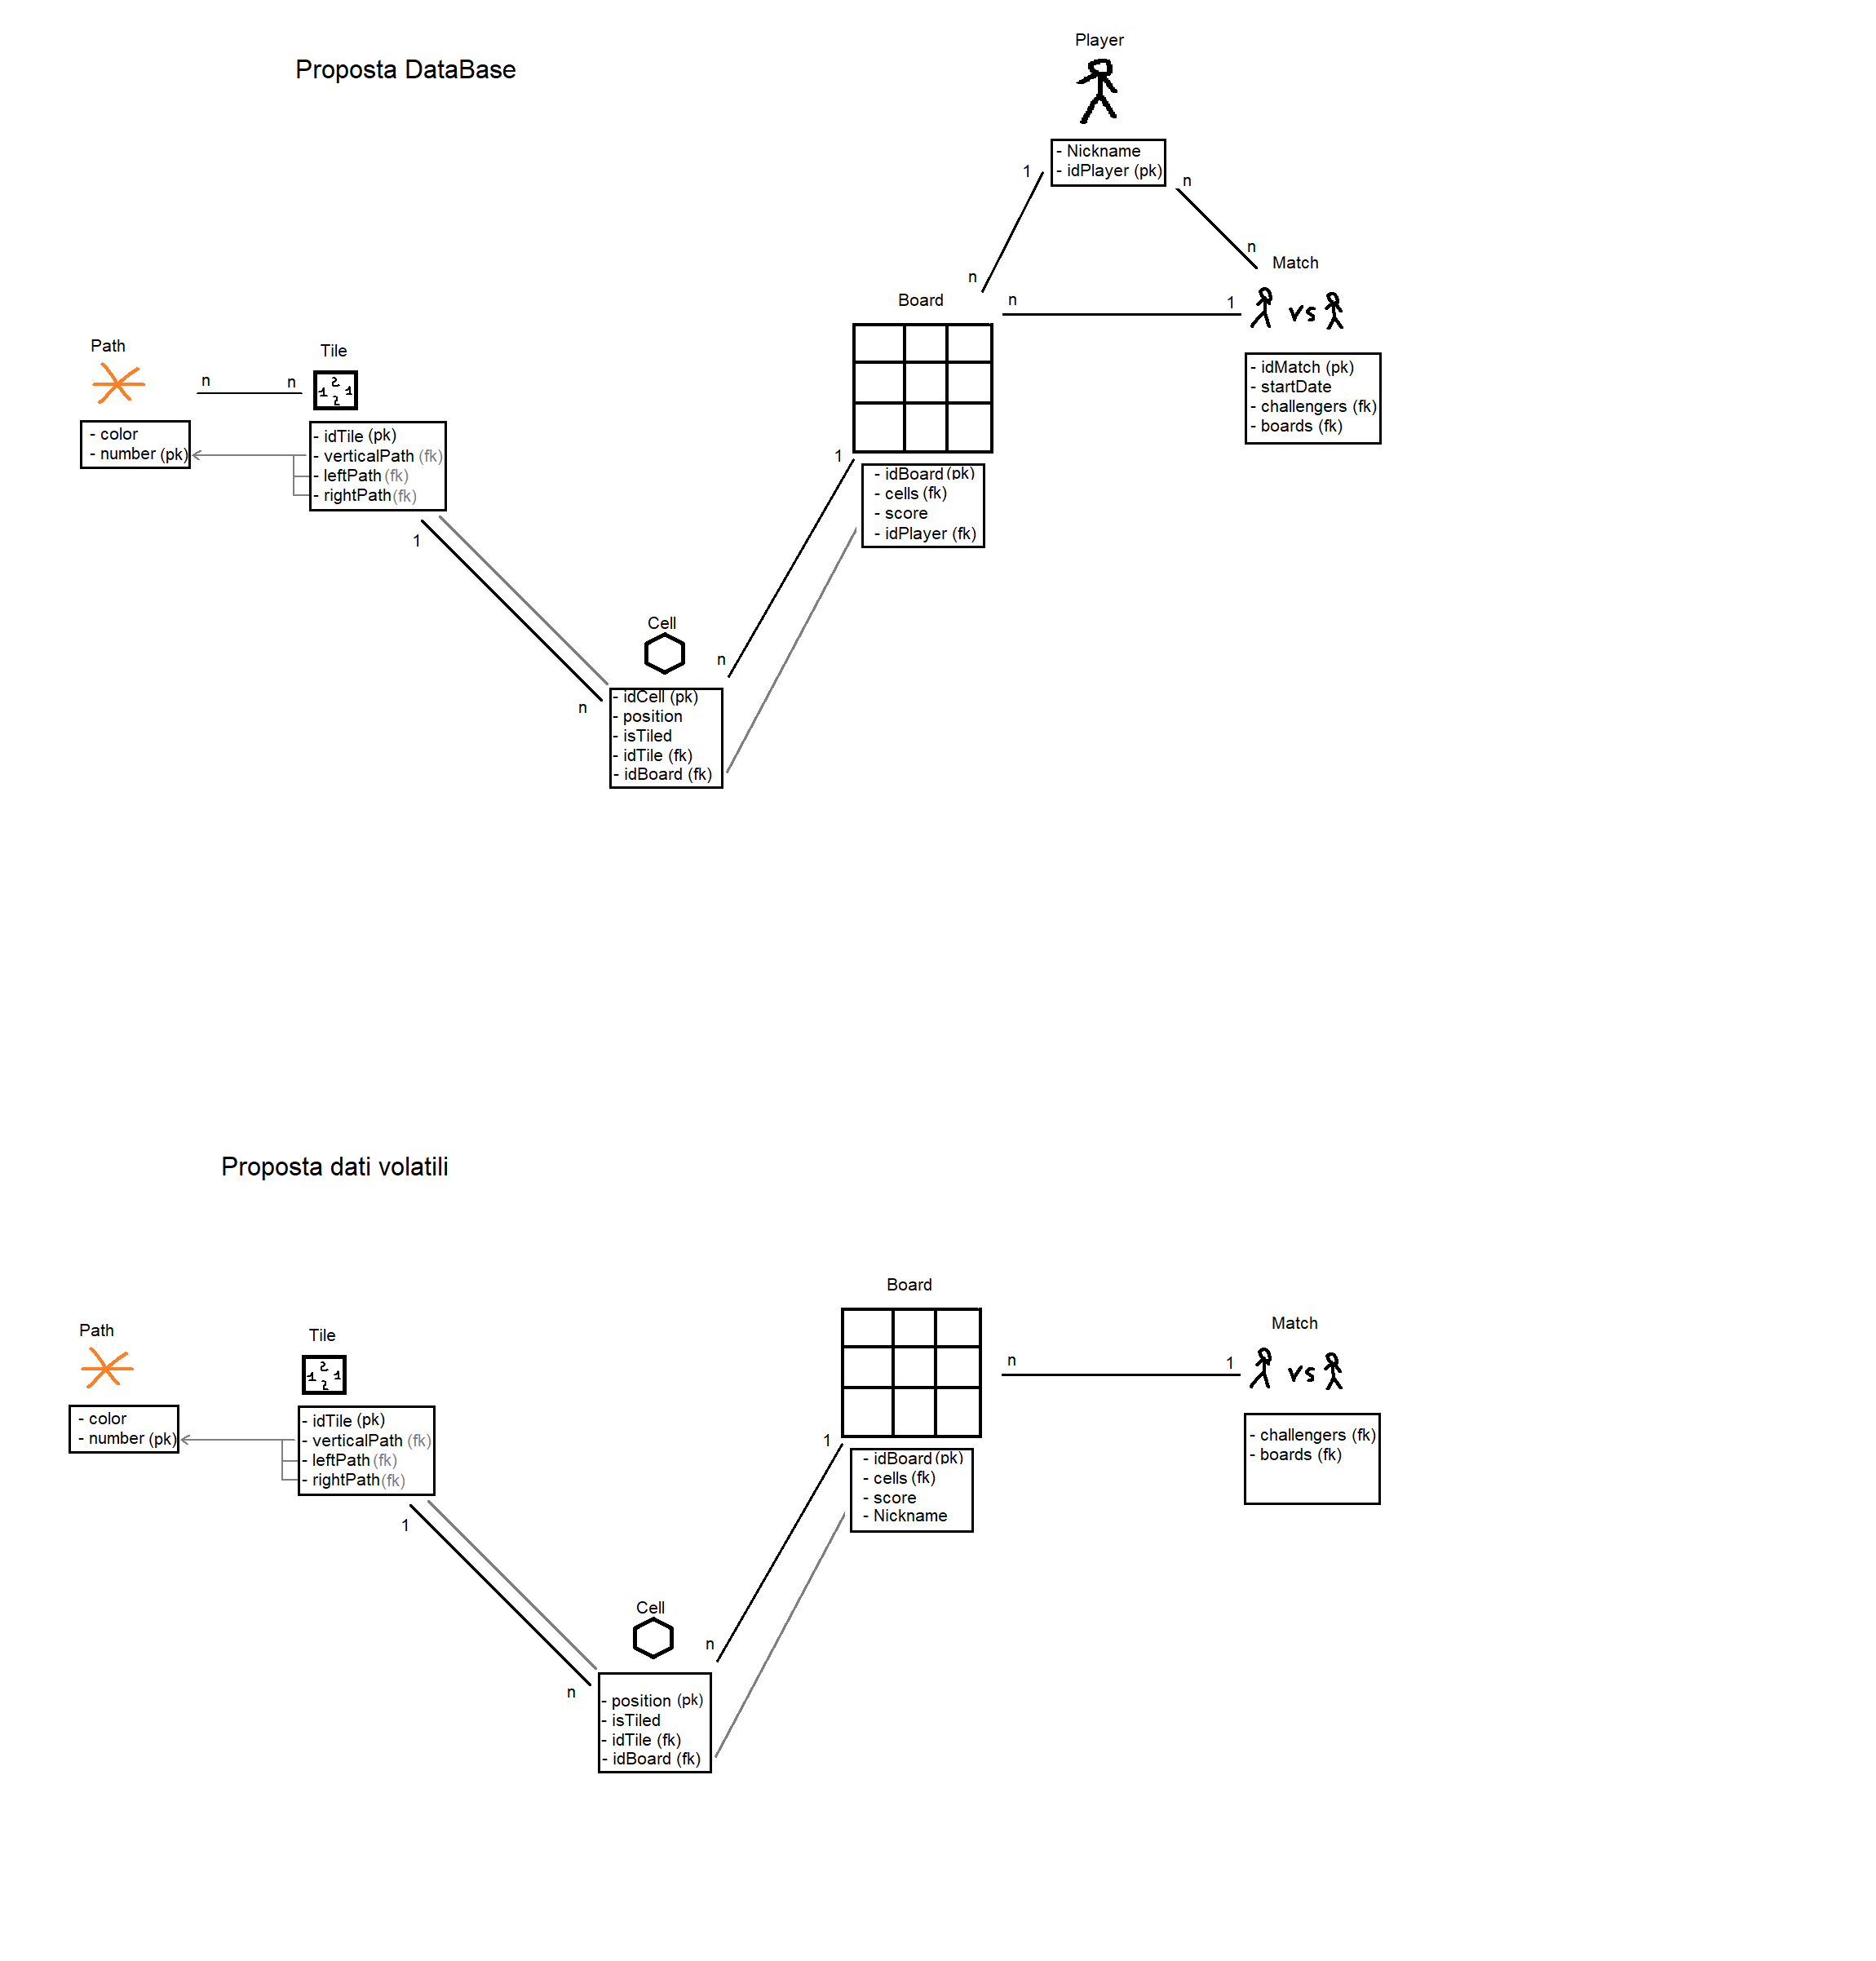 Proposta DataBase
Player
- Nickname
- idPlayer (pk)
1
n
n
n
Match
vs
- idMatch (pk)
- startDate
- challengers (fk)
- boards (fk)
Board
n
1
- idBoard (pk)
- cells (fk)
- score
- idPlayer (fk)
Path
- color
- number (pk)
n
n
Tile
2
1 1
2
- idTile (pk)
- verticalPath (fk)
- leftPath (fk)
- rightPath (fk)
1
n
1
n
Cell
- idCell (pk)
- position
- isTiled
- idTile (fk)
- idBoard (fk)
Proposta dati volatili
Board
n
1
Match
vs
- challengers (fk)
- boards (fk)
- idBoard (pk)
- cells (fk)
- score
- Nickname
Path
- color
- number (pk)
Tile
2
1 1
2
- idTile (pk)
- verticalPath (fk)
- leftPath (fk)
- rightPath (fk)
1
n
1
n
Cell
- position (pk)
- isTiled
- idTile (fk)
- idBoard (fk)